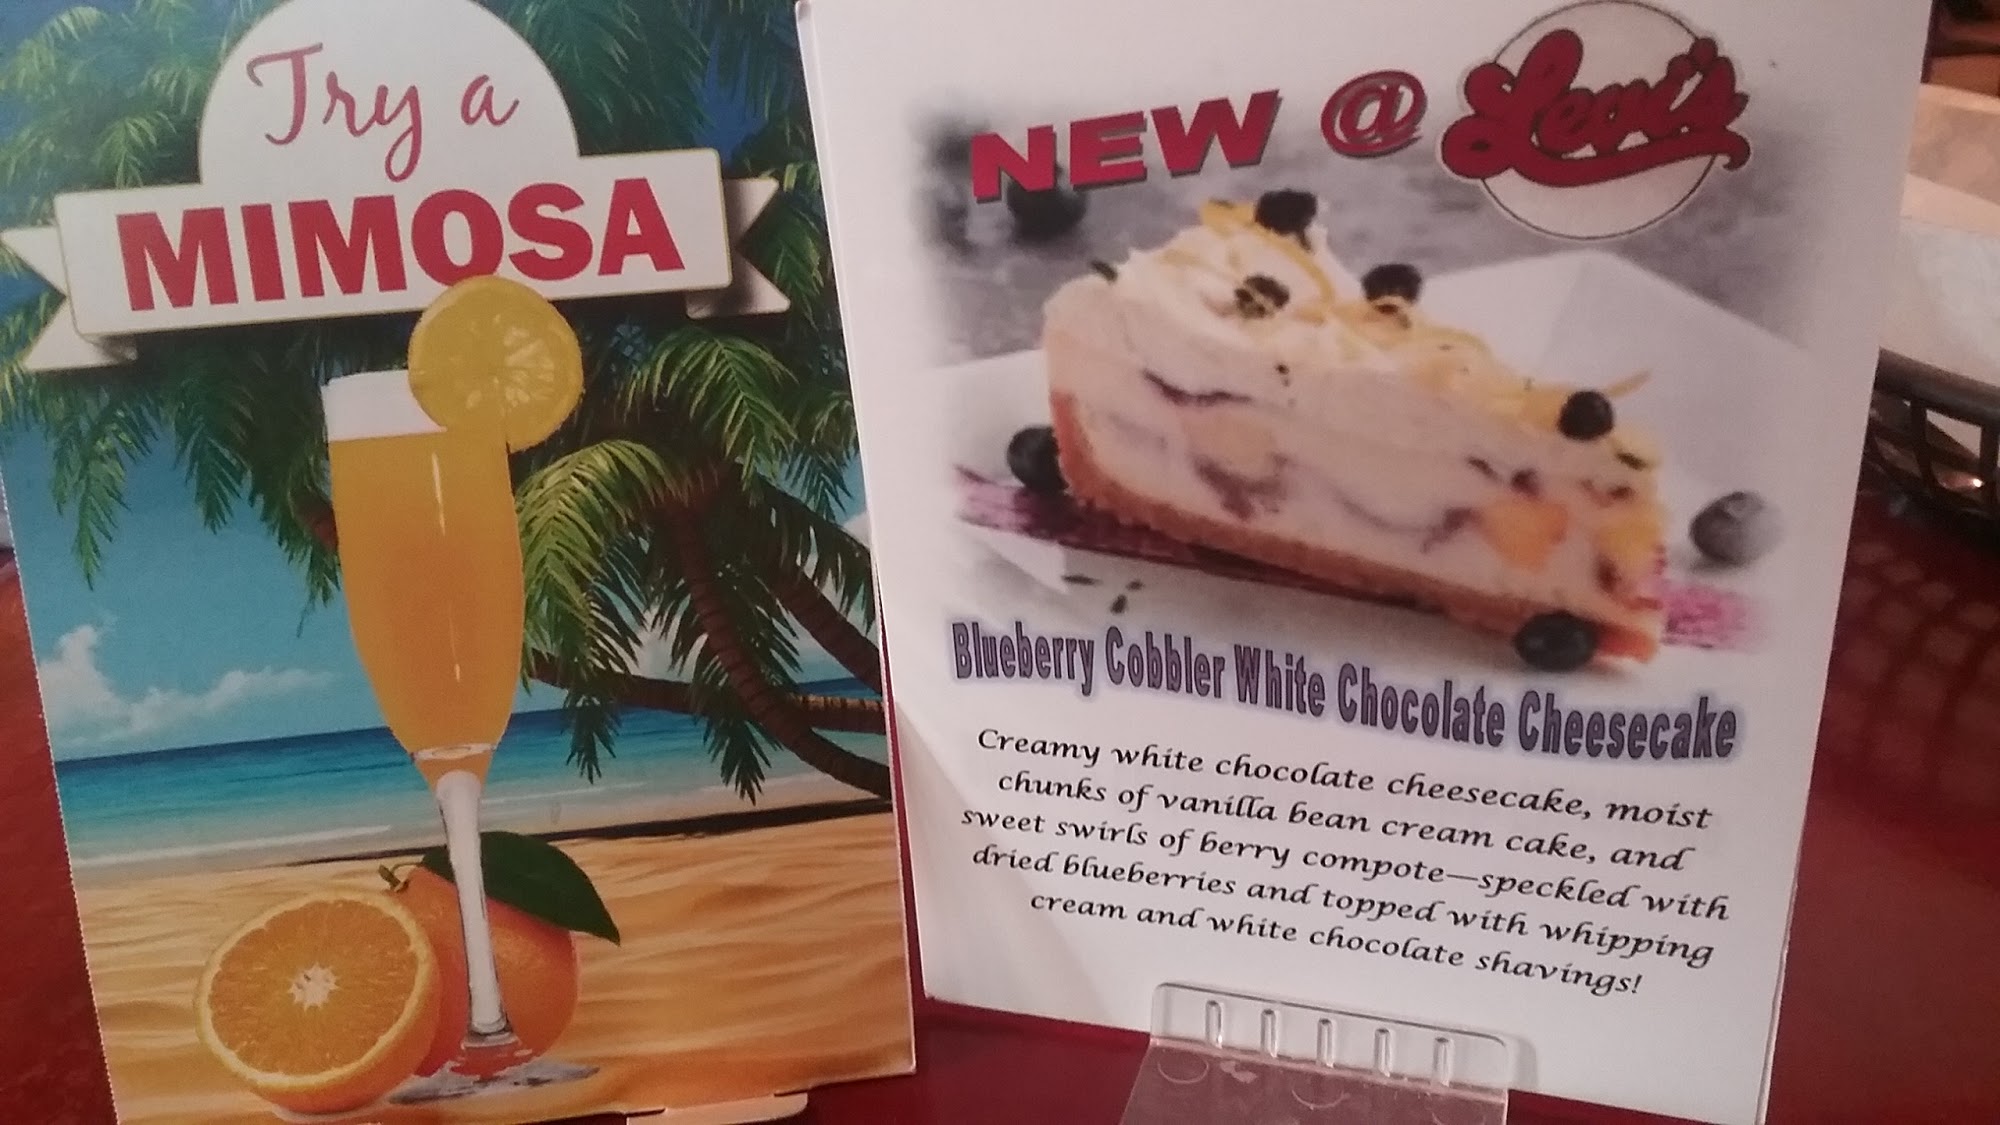 Try a
MIMOSA
NEW @ Levi's
Blueberry Cobbler White Chocolate Cheesecake
Creamy white chocolate cheesecake, moist
chunks of vanilla bean cream cake, and
sweet swirls of berry compote—speckled with
dried blueberries and topped with whipping
cream and white chocolate shavings!